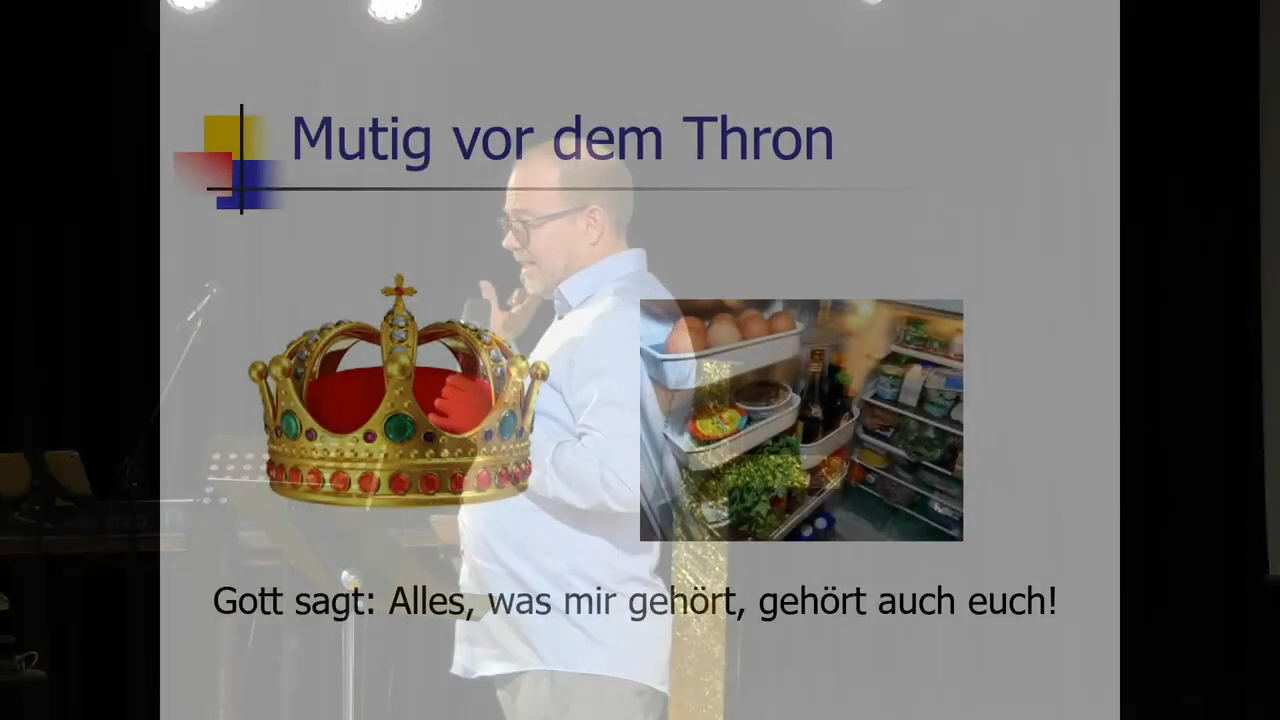 Mutig vor dem Thron
Gott sagt: Alles, was mir gehört, gehört auch euch!